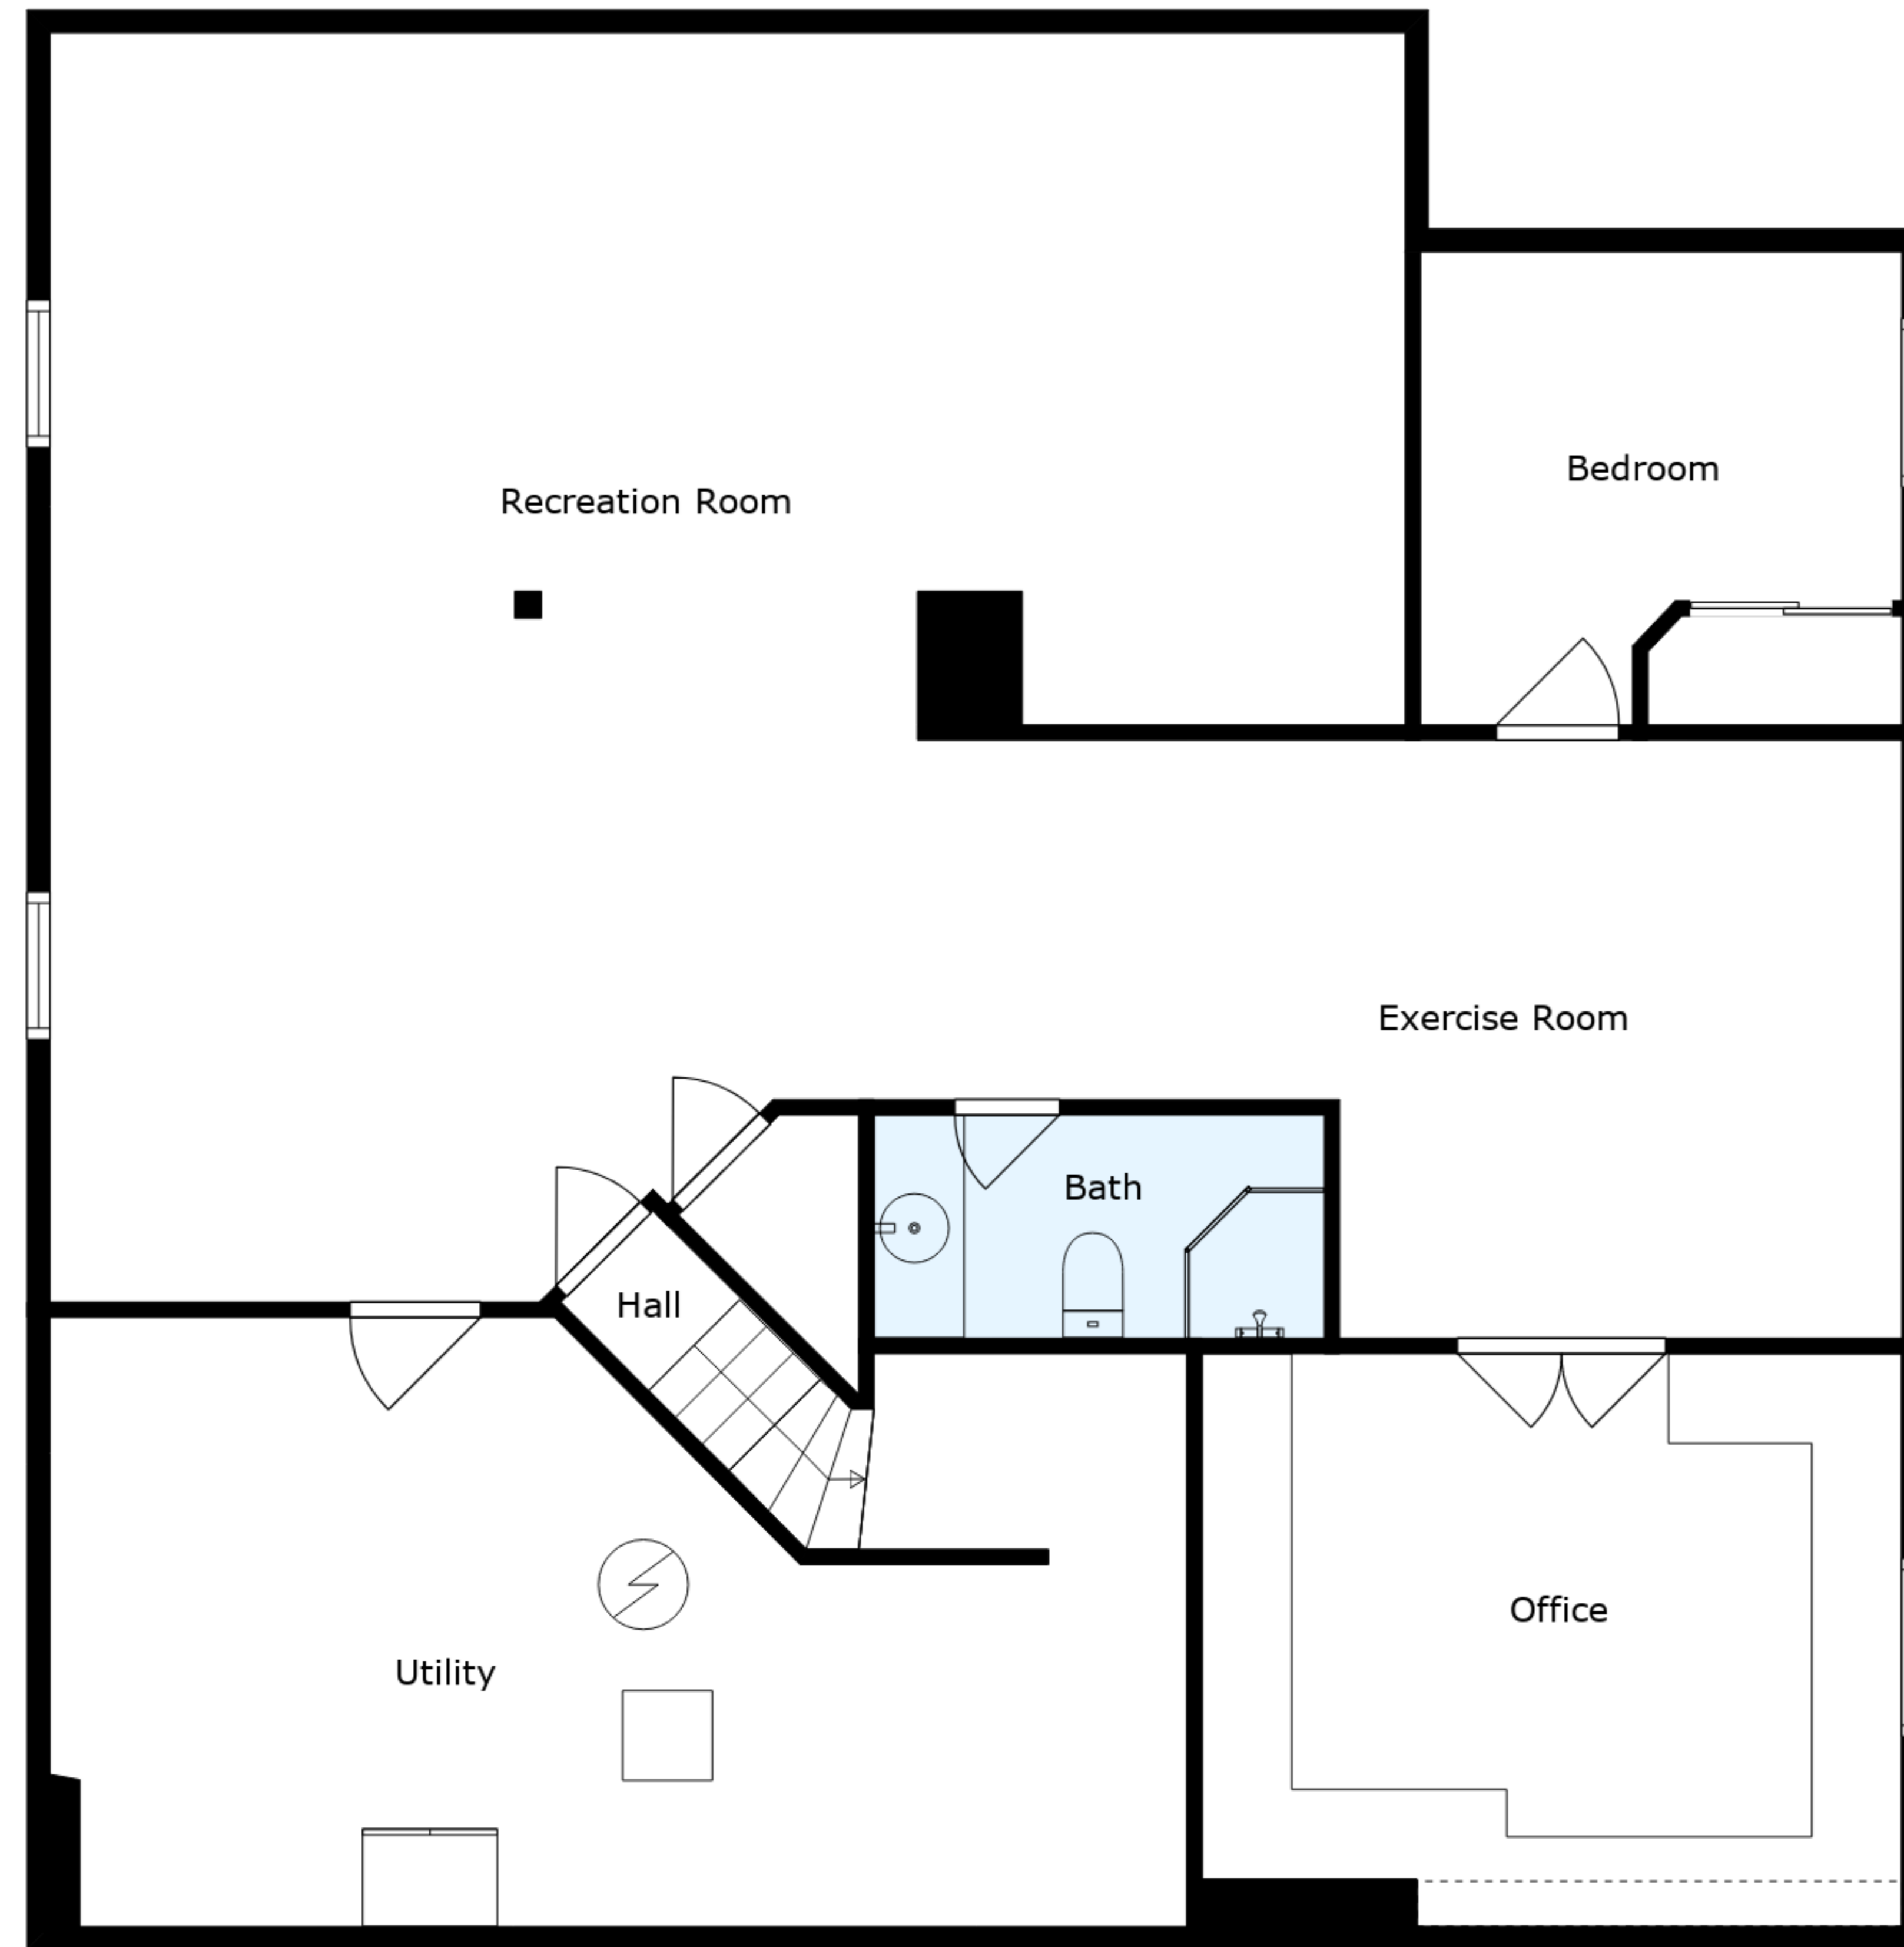 Bedroom
Recreation Room
Exercise Room
Bath
Hall
Office
Utility